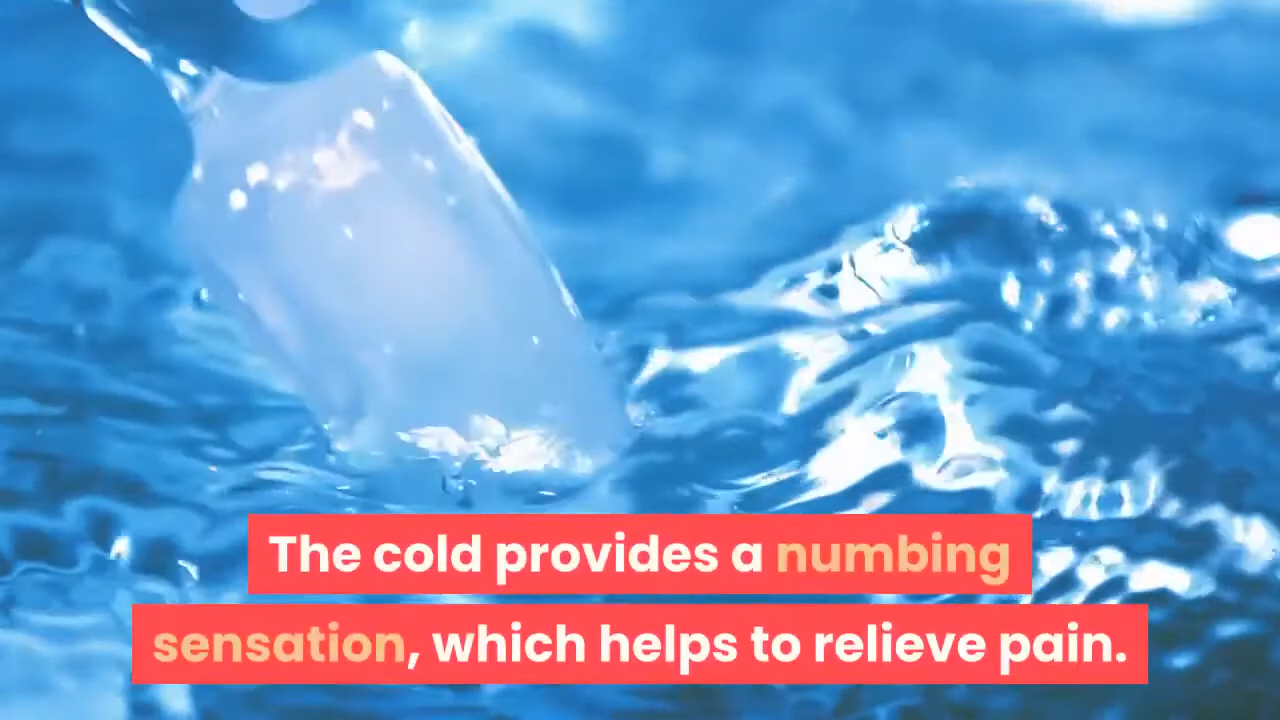 The cold provides a numbing
sensation, which helps to relieve pain.